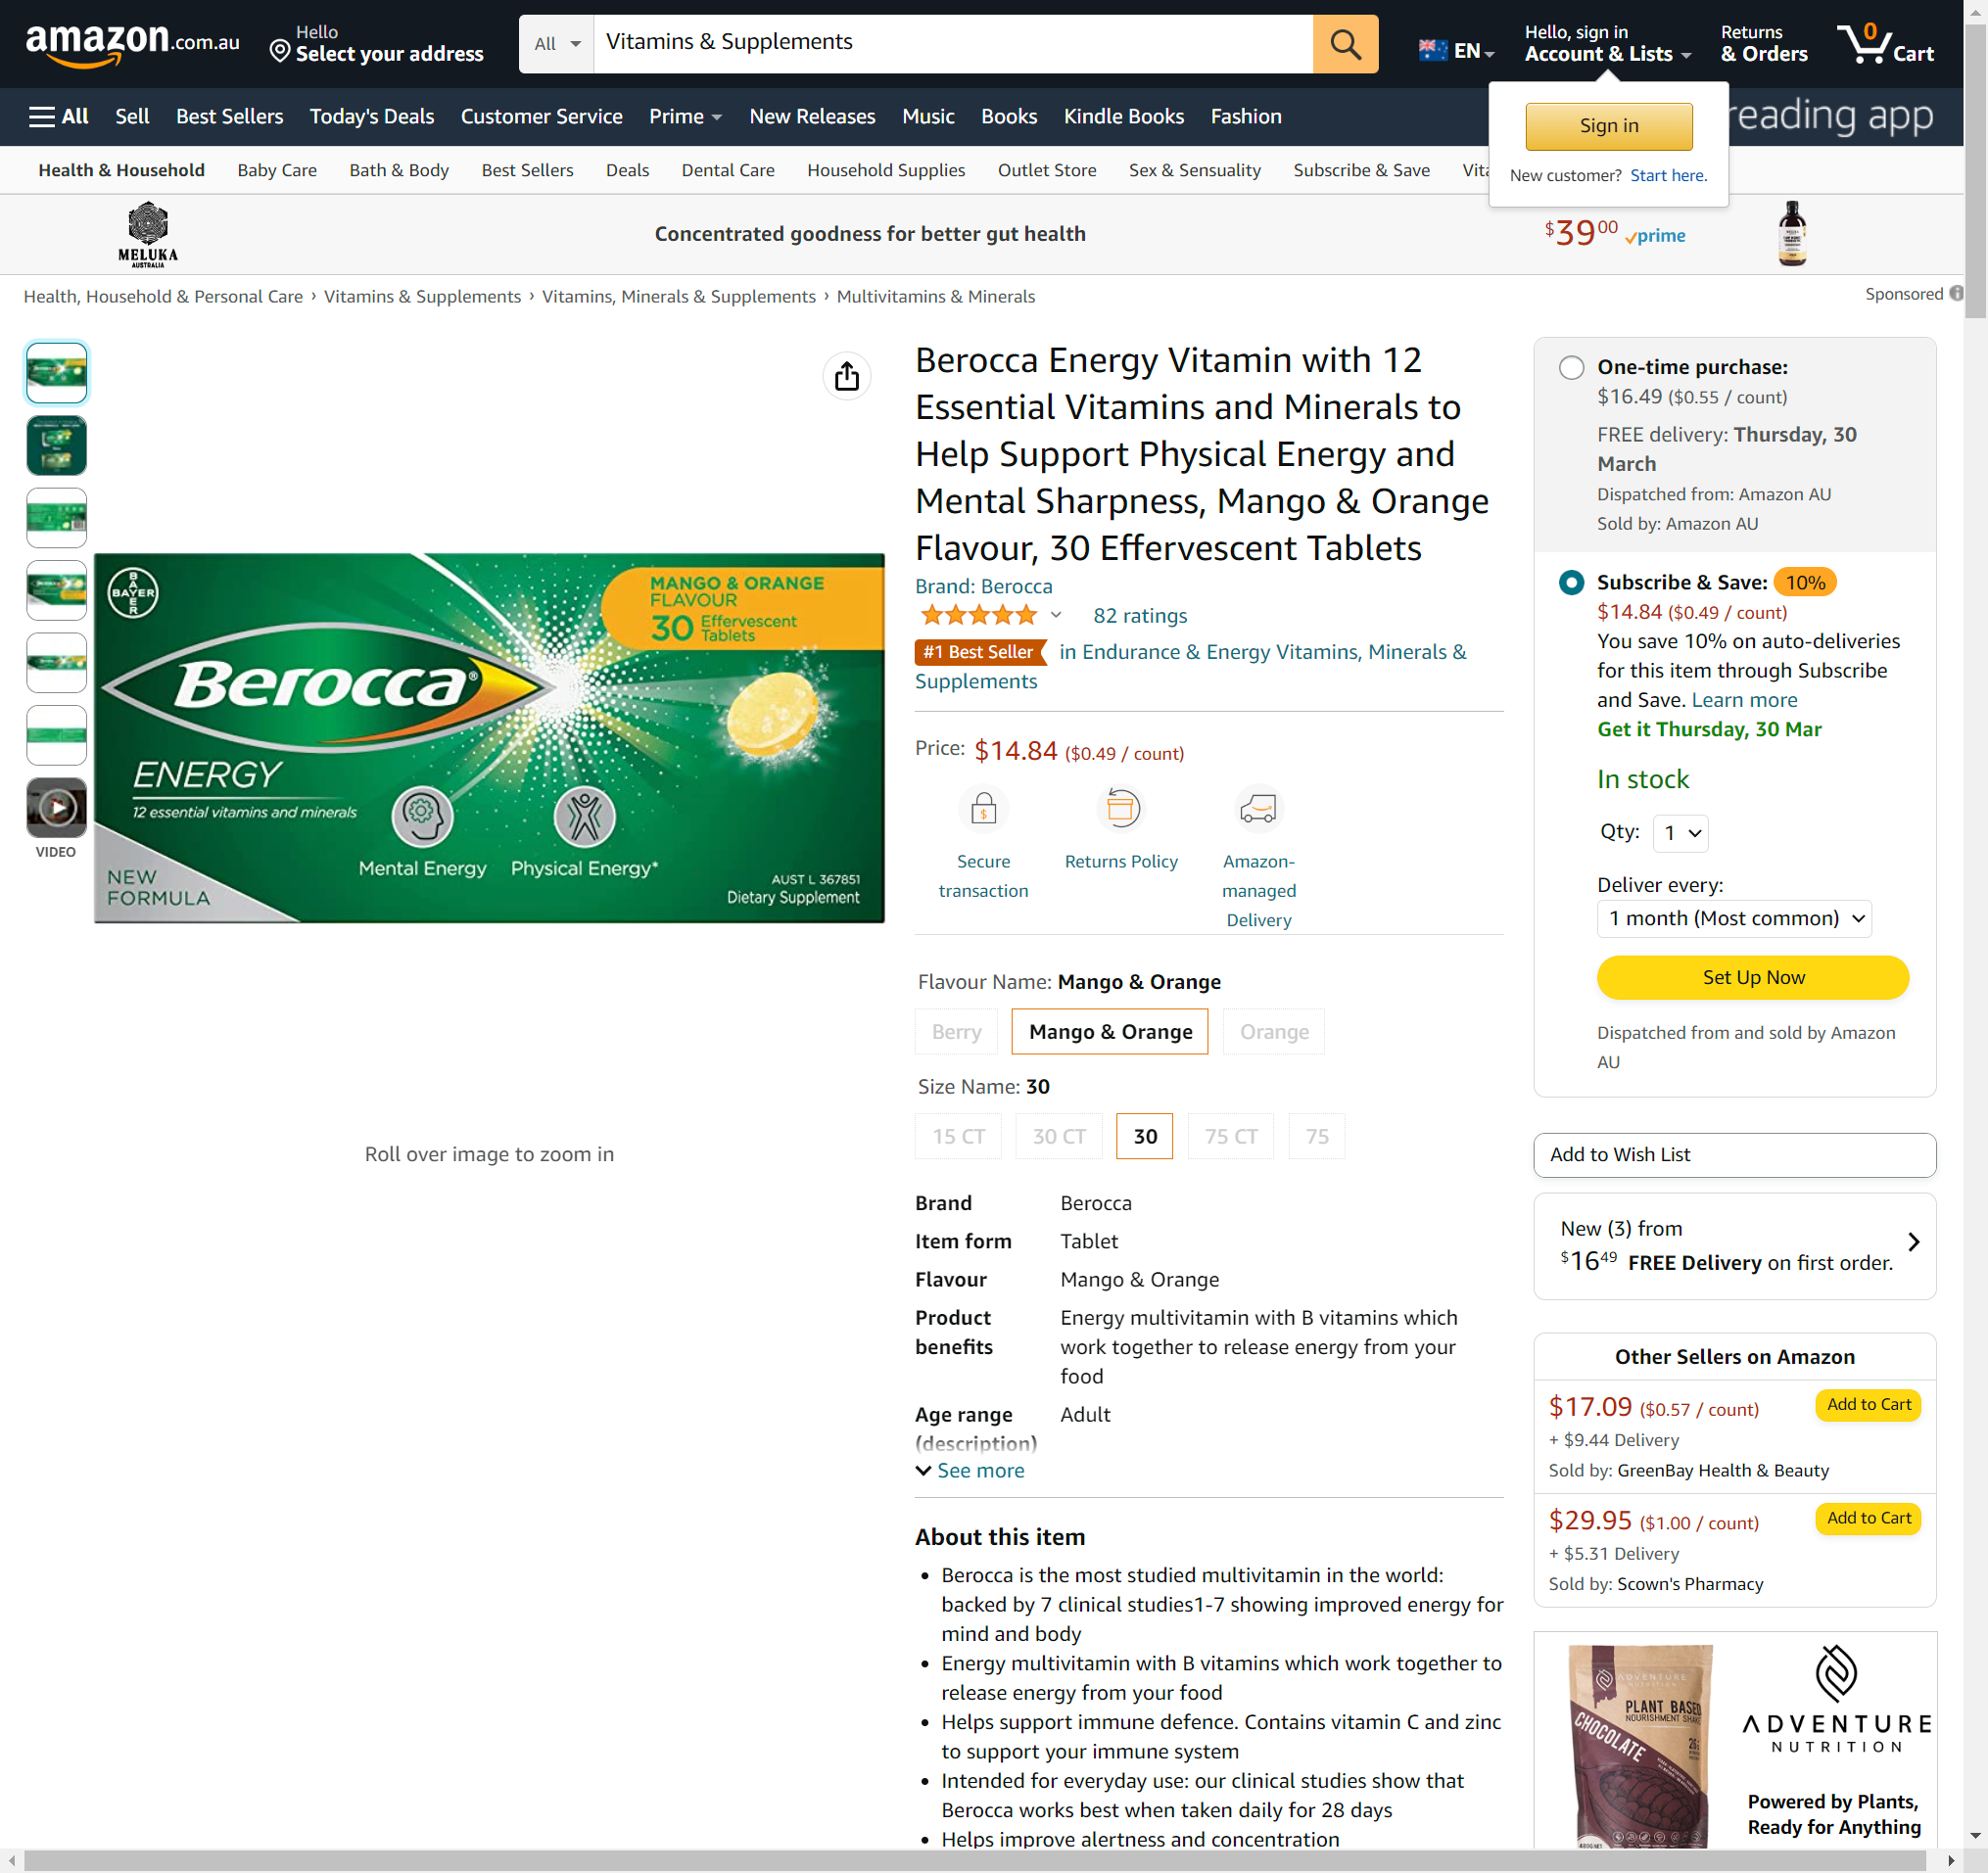 amazon.com.au
Hello
Select your address
All
Vitamins & Supplements
EN
Hello, sign in
Account & Lists
Returns
& Orders
0
Cart
All
Sell
Best Sellers
Today's Deals
Customer Service
Prime
New Releases
Music
Books
Kindle Books
Fashion
reading app
Sign in
New customer? Start here.
Health & Household
Baby Care
Bath & Body
Best Sellers
Deals
Dental Care
Household Supplies
Outlet Store
Sex & Sensuality
Subscribe & Save
MELUKA
AUSTRALIA
Concentrated goodness for better gut health
$39 00
prime
Health, Household & Personal Care › Vitamins & Supplements › Vitamins, Minerals & Supplements › Multivitamins & Minerals
Sponsored
VIDEO
BAYER
BAYER
MANGO & ORANGE
FLAVOUR
30 Effervescent
Tablets
Berocca®
ENERGY
12 essential vitamins and minerals
Mental Energy
Physical Energy*
NEW
FORMULA
AUST L 367851
Dietary Supplement
Roll over image to zoom in
Berocca Energy Vitamin with 12
Essential Vitamins and Minerals to
Help Support Physical Energy and
Mental Sharpness, Mango & Orange
Flavour, 30 Effervescent Tablets
Brand: Berocca
82 ratings
#1 Best Seller in Endurance & Energy Vitamins, Minerals &
Supplements
Price: $14.84 ($0.49 / count)
Secure
transaction
Returns Policy
Amazon-
managed
Delivery
Flavour Name: Mango & Orange
Berry
Mango & Orange
Orange
Size Name: 30
15 CT
30 CT
30
75 CT
75
Brand Berocca
Item form Tablet
Flavour Mango & Orange
Product Energy multivitamin with B vitamins which
benefits work together to release energy from your
food
Age range Adult
(description)
See more
About this item
• Berocca is the most studied multivitamin in the world:
backed by 7 clinical studies1-7 showing improved energy for
mind and body
• Energy multivitamin with B vitamins which work together to
release energy from your food
• Helps support immune defence. Contains vitamin C and zinc
to support your immune system
• Intended for everyday use: our clinical studies show that
Berocca works best when taken daily for 28 days
• Helps improve alertness and concentration
One-time purchase:
$16.49 ($0.55 / count)
FREE delivery: Thursday, 30
March
Dispatched from: Amazon AU
Sold by: Amazon AU
Subscribe & Save: 10%
$14.84 ($0.49 / count)
You save 10% on auto-deliveries
for this item through Subscribe
and Save. Learn more
Get it Thursday, 30 Mar
In stock
Qty: 1
Deliver every:
1 month (Most common)
Set Up Now
Dispatched from and sold by Amazon
AU
Add to Wish List
New (3) from
$16 49 FREE Delivery on first order.
Other Sellers on Amazon
$17.09 ($0.57 / count)
Add to Cart
+ $9.44 Delivery
Sold by: GreenBay Health & Beauty
$29.95 ($1.00 / count)
Add to Cart
+ $5.31 Delivery
Sold by: Scown's Pharmacy
ADVENTURE
PLANT BASED
NOURISHMENT SHAKE
CHOCOLATE
ADVENTURE
NUTRITION
Powered by Plants,
Ready for Anything